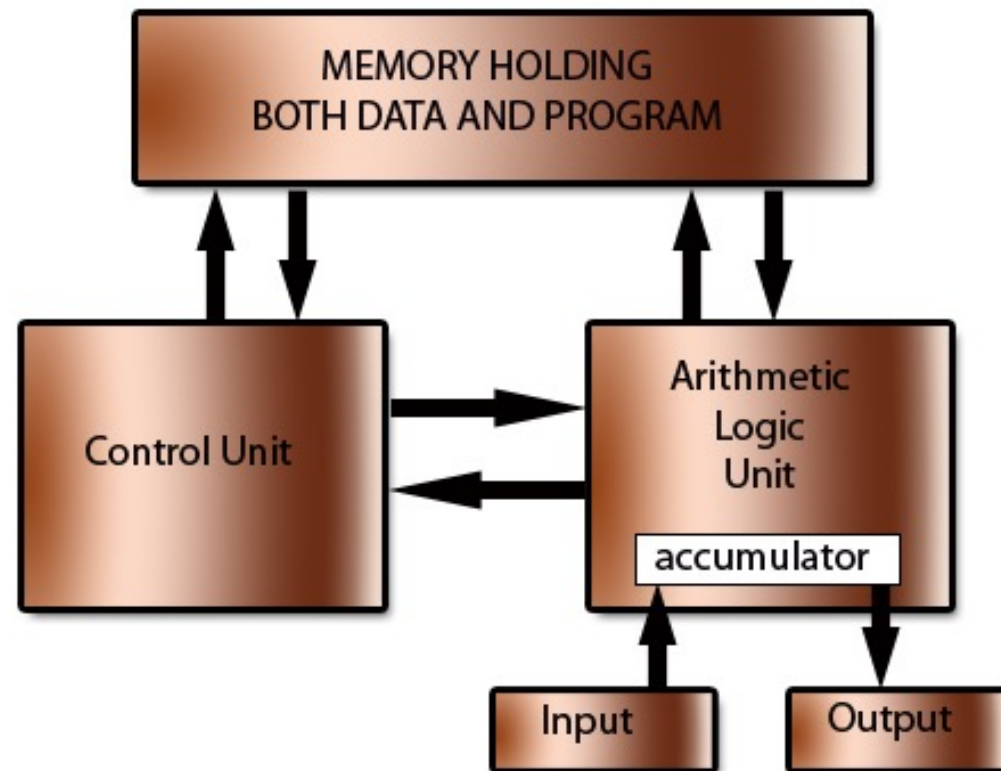 MEMORY HOLDING
BOTH DATA AND PROGRAM
Control Unit
Arithmetic
Logic
Unit
accumulator
Input
Output